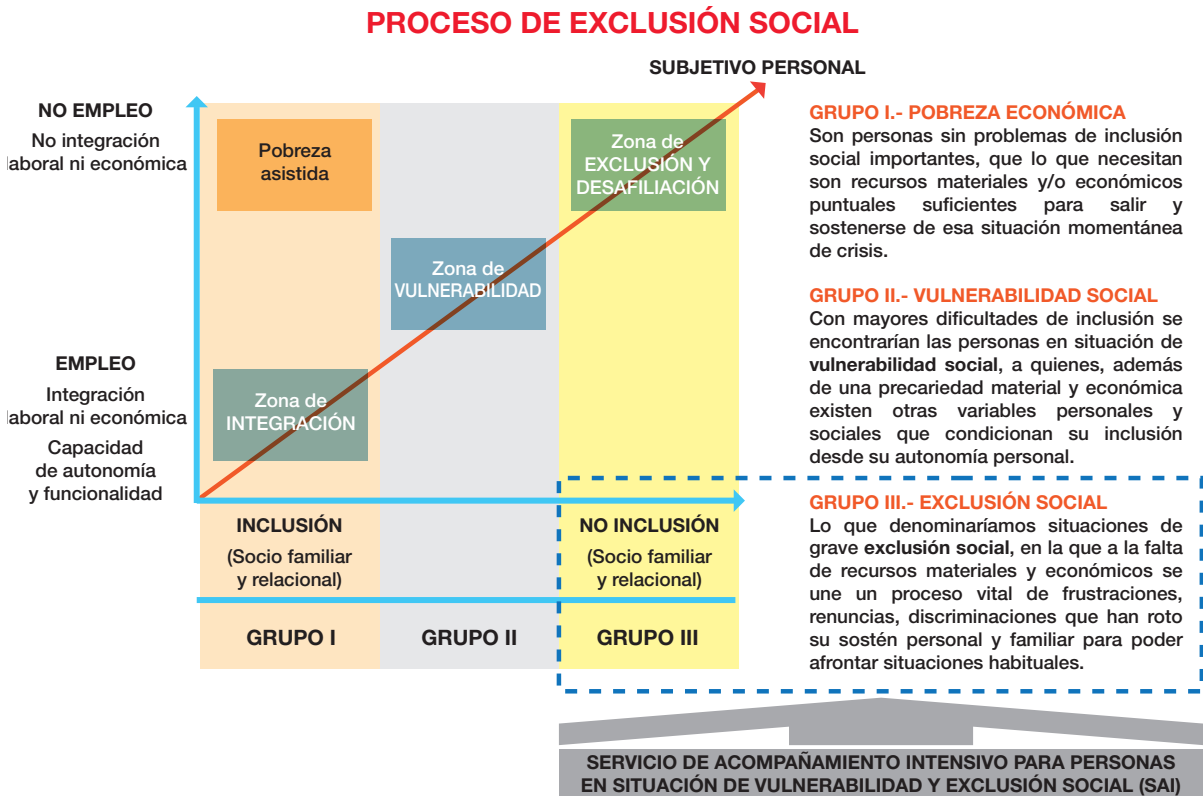 PROCESO DE EXCLUSIÓN SOCIAL
SUBJETIVO PERSONAL
NO EMPLEO
No integración
laboral ni económica
Pobreza
asistida
Zona de
EXCLUSIÓN Y
DESAFILIACIÓN
Zona de
VULNERABILIDAD
EMPLEO
Integración
laboral ni económica
Capacidad
de autonomía
y funcionalidad
Zona de
INTEGRACIÓN
INCLUSIÓN
(Socio familiar
y relacional)
NO INCLUSIÓN
(Socio familiar
y relacional)
GRUPO I
GRUPO II
GRUPO III
GRUPO I.- POBREZA ECONÓMICA
Son personas sin problemas de inclusión
social importantes, que lo que necesitan
son recursos materiales y/o económicos
puntuales suficientes para salir y
sostenerse de esa situación momentánea
de crisis.
GRUPO II.- VULNERABILIDAD SOCIAL
Con mayores dificultades de inclusión se
encontrarían las personas en situación de
vulnerabilidad social, a quienes, además
de una precariedad material y económica
existen otras variables personales y
sociales que condicionan su inclusión
desde su autonomía personal.
GRUPO III.- EXCLUSIÓN SOCIAL
Lo que denominaríamos situaciones de
grave exclusión social, en la que a la falta
de recursos materiales y económicos se
une un proceso vital de frustraciones,
renuncias, discriminaciones que han roto
su sostén personal y familiar para poder
afrontar situaciones habituales.
SERVICIO DE ACOMPAÑAMIENTO INTENSIVO PARA PERSONAS
EN SITUACIÓN DE VULNERABILIDAD Y EXCLUSIÓN SOCIAL (SAI)